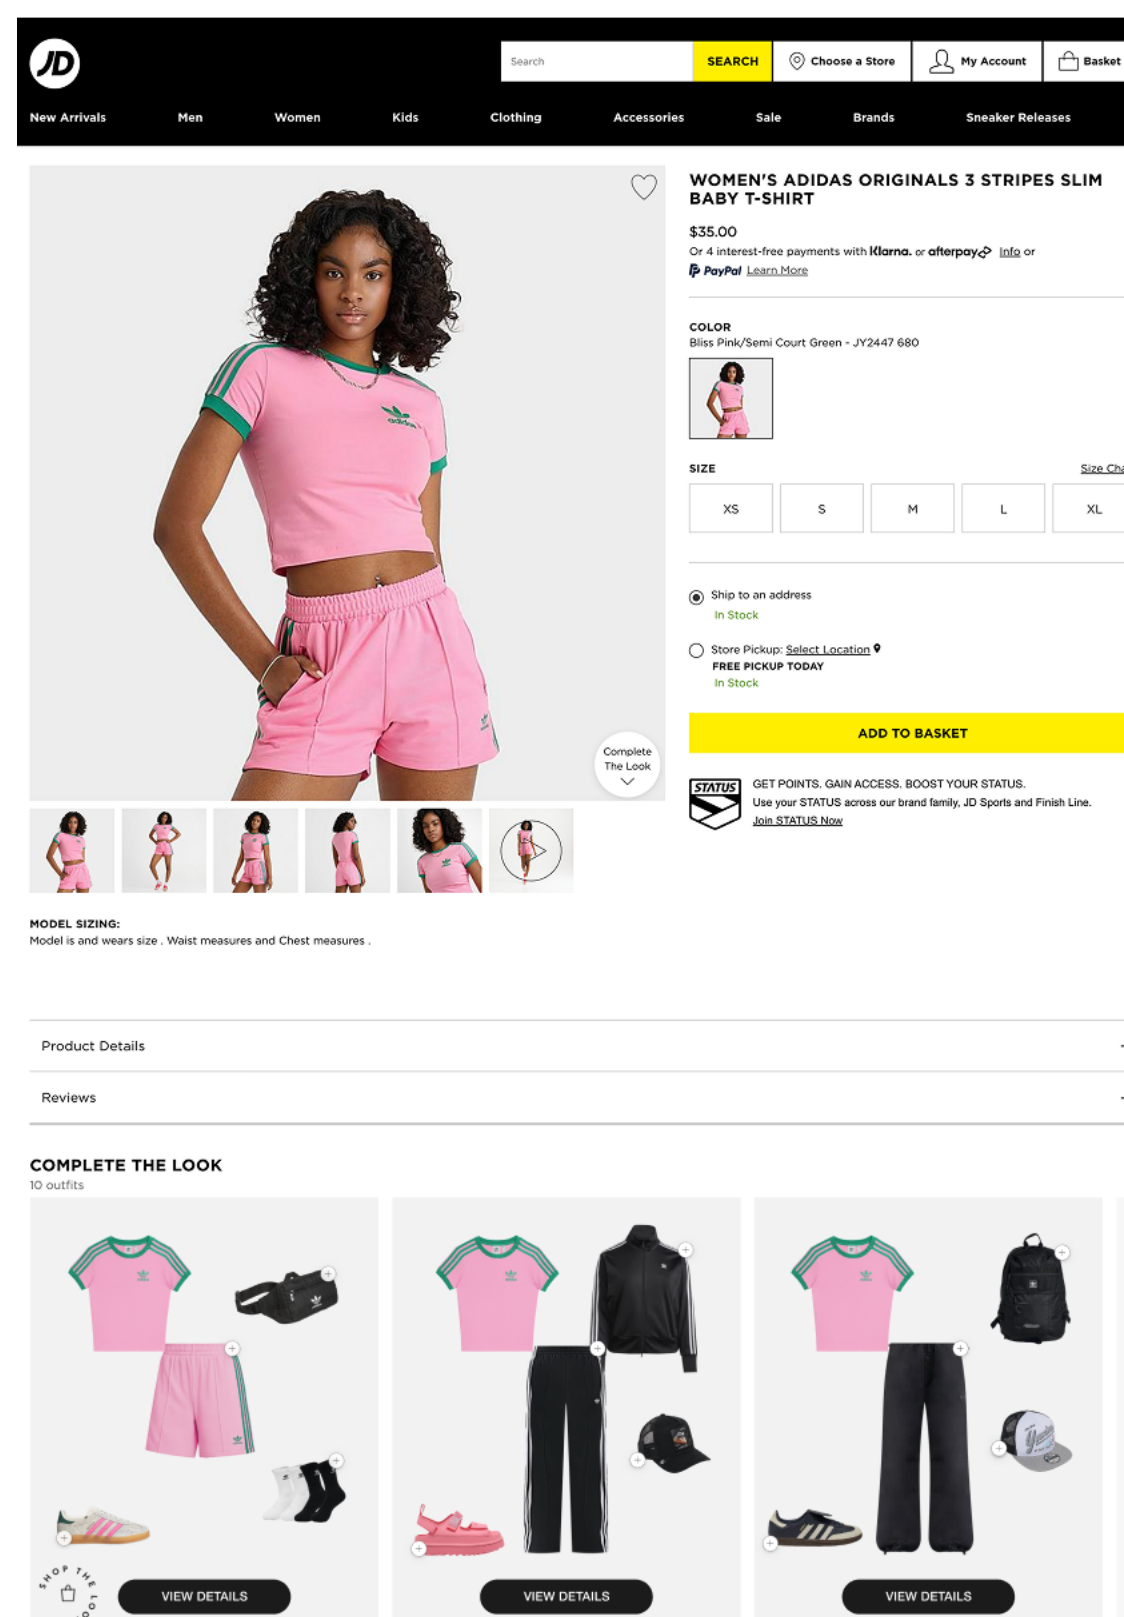 JD
Search
SEARCH
Choose a Store
My Account
Basket
New Arrivals
Men
Women
Kids
Clothing
Accessories
Sale
Brands
Sneaker Releases
WOMEN'S ADIDAS ORIGINALS 3 STRIPES SLIM
BABY T-SHIRT
$35.00
Or 4 interest-free payments with Klarna. or afterpay Info or
PayPal Learn More
COLOR
Bliss Pink/Semi Court Green - JY2447 680
SIZE
Size Cha
XS
S
M
L
XL
Ship to an address
In Stock
Store Pickup: Select Location
FREE PICKUP TODAY
In Stock
ADD TO BASKET
STATUS
GET POINTS. GAIN ACCESS. BOOST YOUR STATUS.
Use your STATUS across our brand family, JD Sports and Finish Line.
Join STATUS Now
adidas
Complete
The Look
MODEL SIZING:
Model is and wears size . Waist measures and Chest measures .
Product Details
Reviews
COMPLETE THE LOOK
10 outfits
SHOP THE LOO
VIEW DETAILS
VIEW DETAILS
VIEW DETAILS